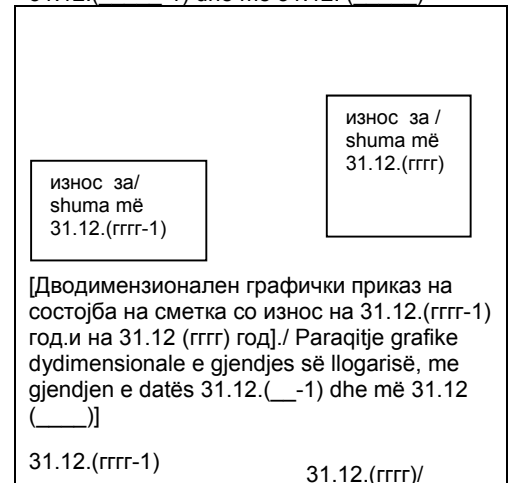 износ за /
shuma më
31.12.(гггг)
износ за/
shuma më
31.12.(гггг-1)
[Дводимензионален графички приказ на
состојба на сметка со износ на 31.12.(гггг-1)
год.и на 31.12 (гггг) год]./ Paraqitje grafike
dydimensionale e gjendjes së llogarisë, me
gjendjen e datës 31.12.(__-1) dhe më 31.12
(____)]
31.12.(гггг-1)
31.12.(гггг)/